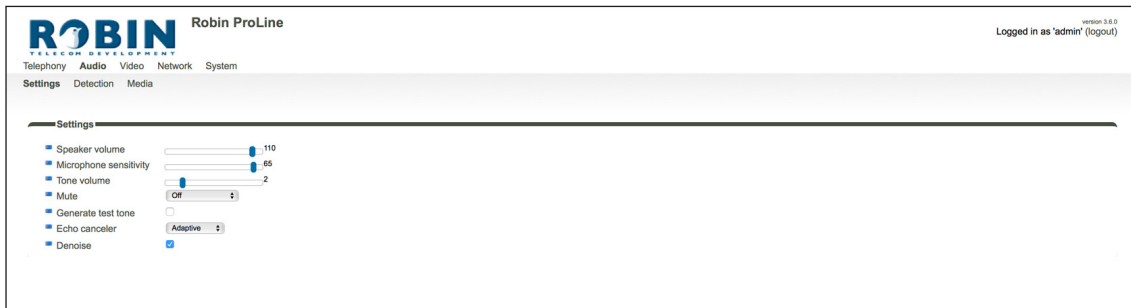 ROBIN
TELECOM DEVELOPMENT
Robin ProLine
version 3.6.0
Logged in as 'admin' (logout)
Telephony Audio Video Network System
Settings Detection Media
Settings
Speaker volume 110
Microphone sensitivity 65
Tone volume 2
Mute Off
Generate test tone
Echo canceler Adaptive
Denoise